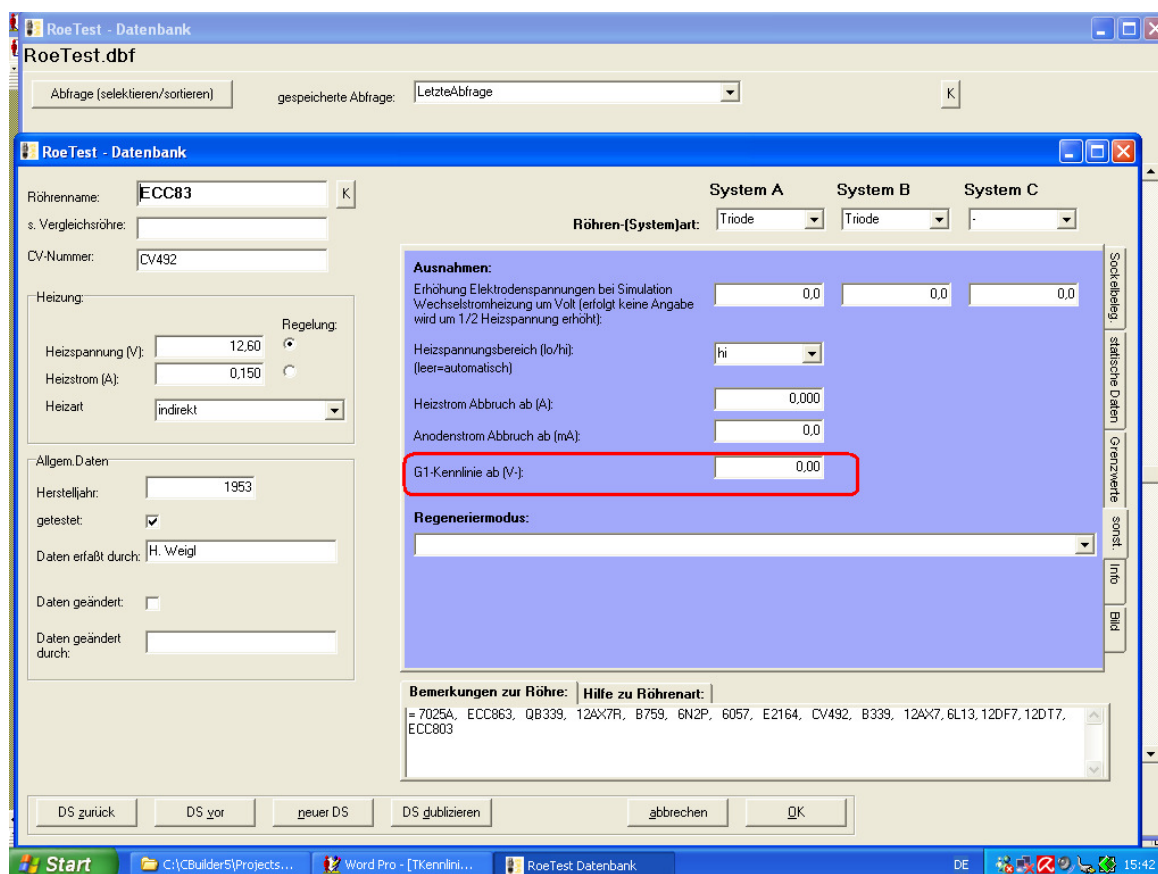 RoeTest - Datenbank
RoeTest.dbf
Abfrage (selektieren/sortieren)
gespeicherte Abfrage:
LetzteAbfrage
K
RoeTest - Datenbank
Röhrenname:
ECC83
K
s. Vergleichsröhre:
CV-Nummer:
CV492
Heizung:
Regelung:
Heizspannung (V):
12,60
Heizstrom (A):
0,150
Heizart
indirekt
Allgem.Daten
Herstelljahr:
1953
getestet:
Daten erfaßt durch:
H. Weigl
Daten geändert:
Daten geändert
durch:
System A
System B
System C
Röhren-(System)art:
Triode
Triode
-
Ausnahmen:
Erhöhung Elektrodenspannungen bei Simulation
Wechselstromheizung um Volt (erfolgt keine Angabe
wird um 1/2 Heizspannung erhöht):
0,0
0,0
0,0
Heizspannungsbereich (lo/hi):
(leer=automatisch)
hi
Heizstrom Abbruch ab (A):
0,000
Anodenstrom Abbruch ab (mA):
0,0
G1-Kennlinie ab (V-):
0,00
Regeneriermodus:
Sockelbeleg.
statische Daten
Grenzwerte
sonst.
Info
Bild
Bemerkungen zur Röhre:
Hilfe zu Röhrenart:
= 7025A, ECC863, QB339, 12AX7R, B759, 6N2P, 6057, E2164, CV492, B339, 12AX7, 6L13, 12DF7, 12DT7,
ECC803
DS zurück
DS vor
neuer DS
DS dublizieren
abbrechen
OK
Start
C:\CBuilder5\Projects...
Word Pro - [TKennlini...
RoeTest Datenbank
DE
15:42